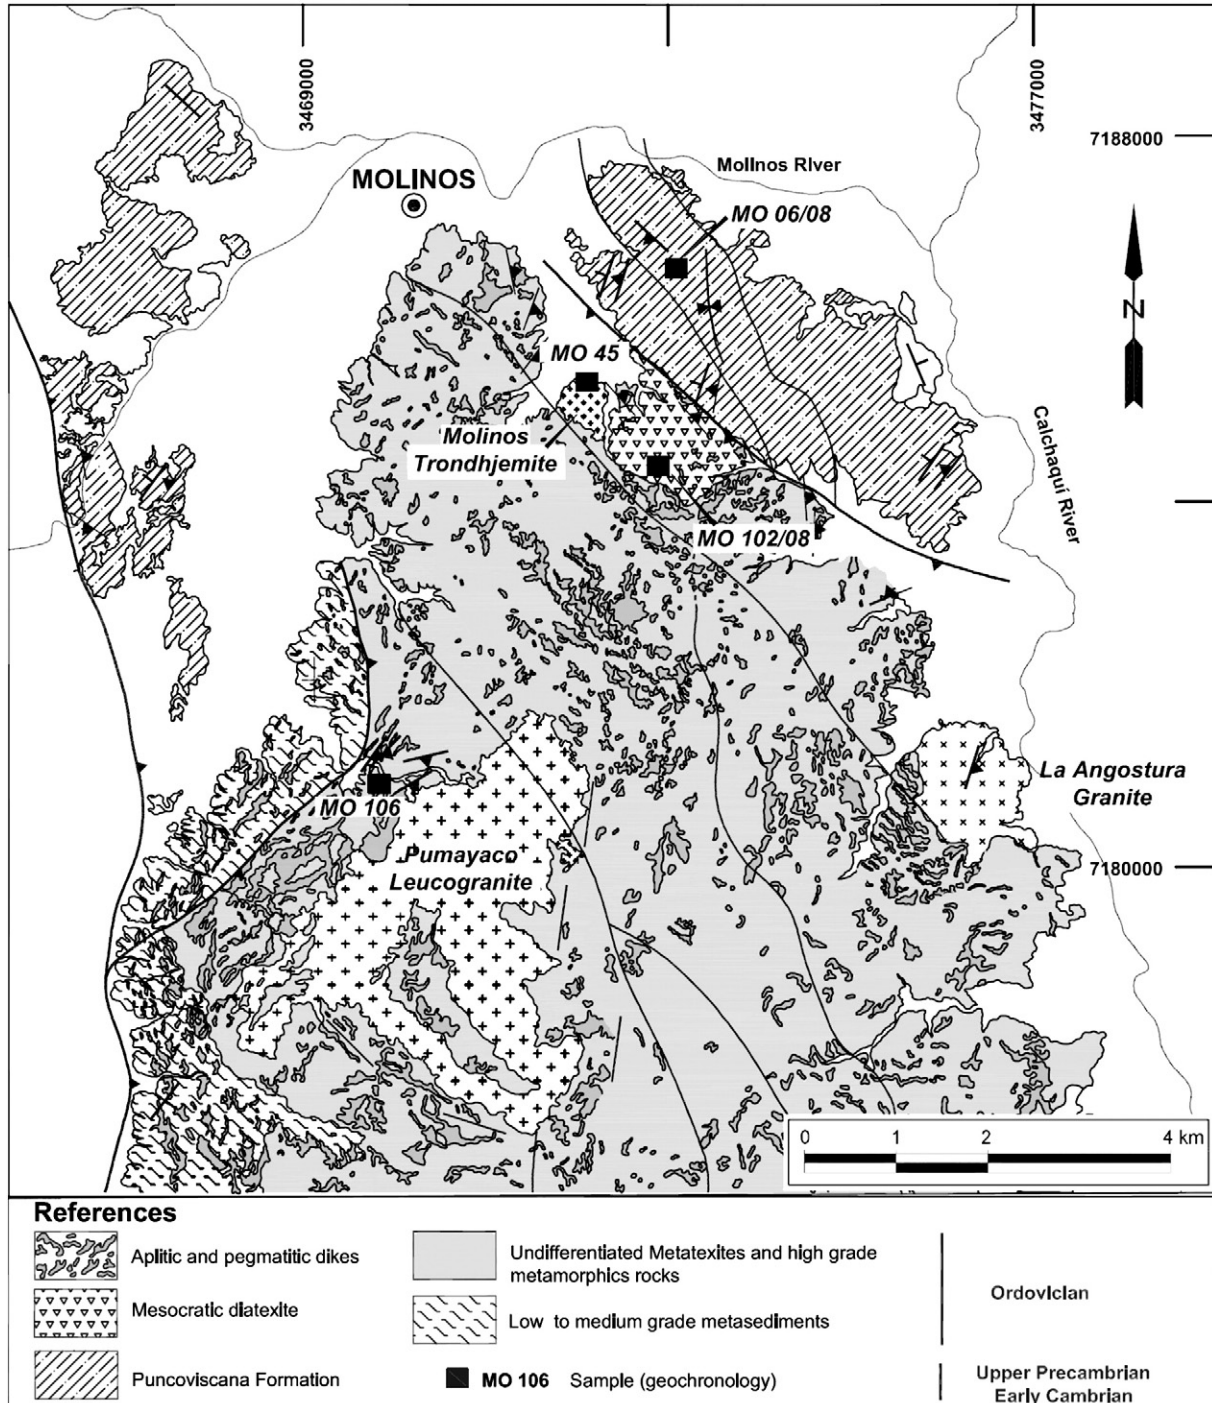 3469000
3477000
7188000
Molinos River
MOLINOS
MO 06/08
N
MO 45
Molinos
Trondhjemite
Calchaqui River
MO 102/08
La Angostura
Granite
MO 106
Pumayaco
Leucogranite
7180000
0 1 2 4 km
References
Aplitic and pegmatitic dikes
Undifferentiated Metatexites and high grade
metamorphics rocks
Ordovician
Mesocratic diatexite
Low to medium grade metasediments
Puncoviscana Formation
MO 106 Sample (geochronology)
Upper Precambrian
Early Cambrian